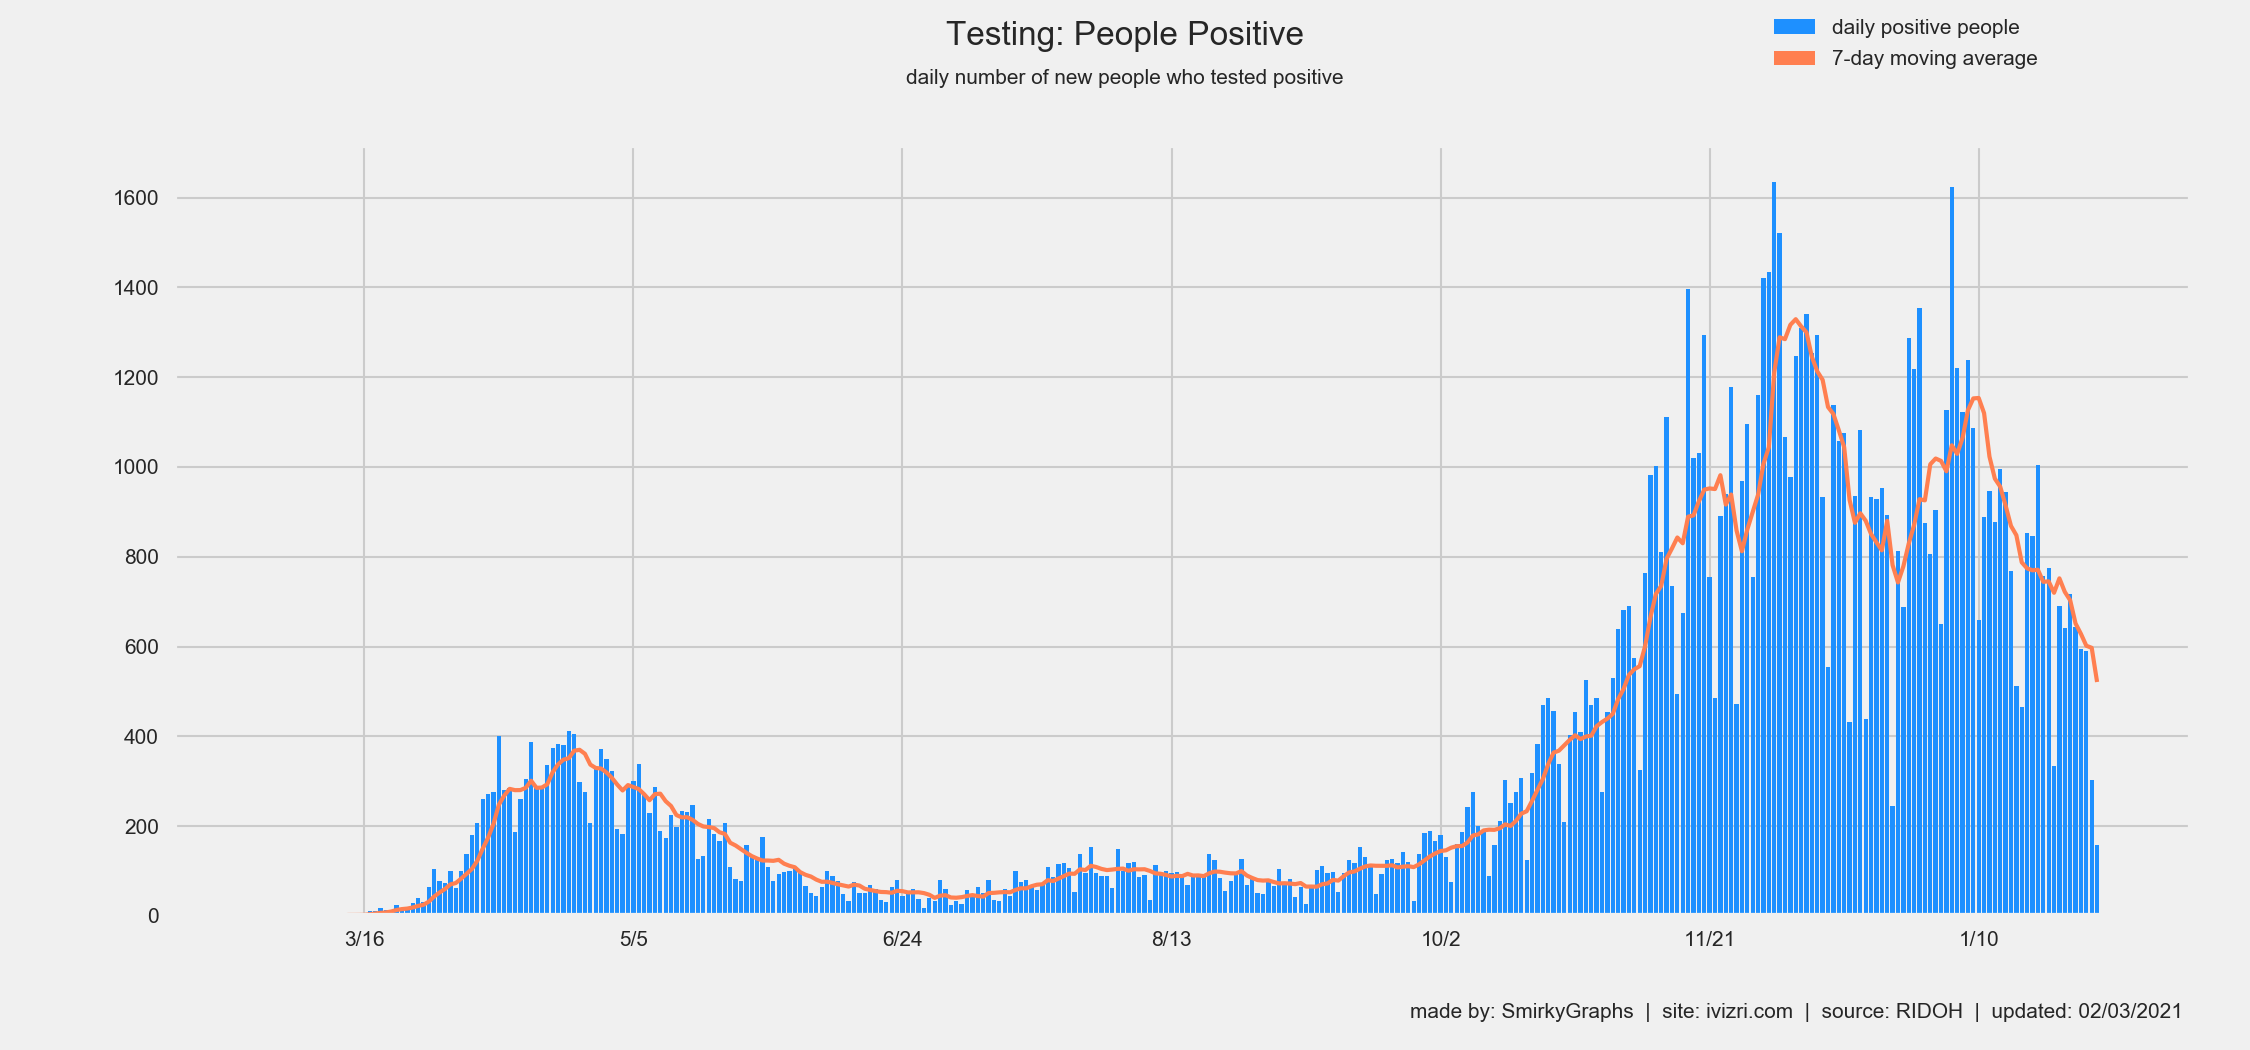 Testing: People Positive
daily number of new people who tested positive
daily positive people
7-day moving average
1600
1400
1200
1000
800
600
400
200
0
3/16 5/5 6/24 8/13 10/2 11/21 1/10
made by: SmirkyGraphs | site: ivizri.com | source: RIDOH | updated: 02/03/2021